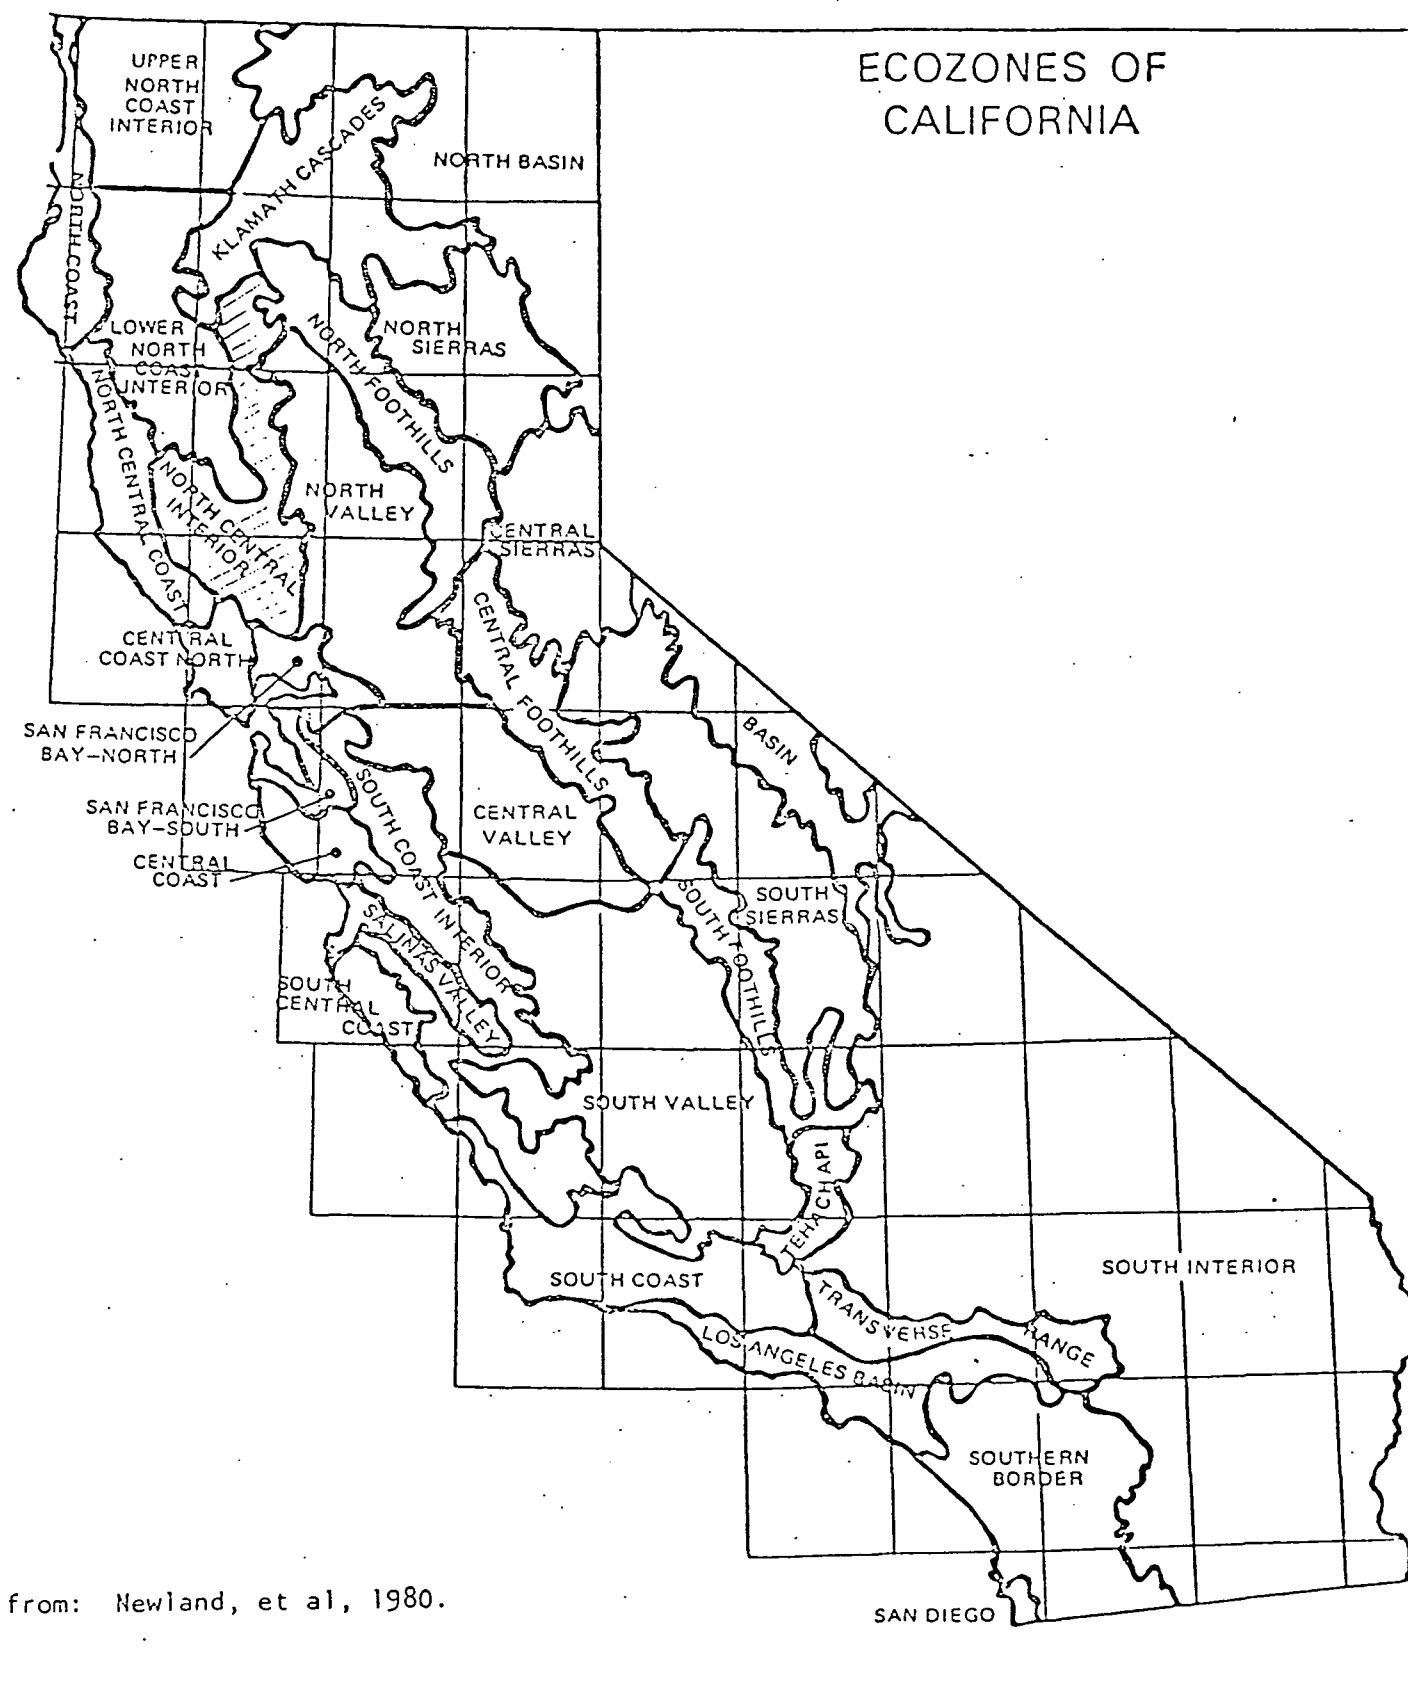 ECOZONES OF
CALIFORNIA
UPPER
NORTH
COAST
INTERIOR
KLAMATH CASCADES
NORTH BASIN
NORTH COAST
LOWER
NORTH
COAST
INTERIOR
NORTH FOOTHILLS
NORTH
SIERRAS
NORTH CENTRAL COAST
NORTH CENTRAL
INTERIOR
NORTH
VALLEY
CENTRAL
SIERRAS
CENTRAL
COAST NORTH
CENTRAL FOOTHILLS
SAN FRANCISCO
BAY-NORTH
BASIN
SAN FRANCISCO
BAY-SOUTH
SOUTH COAST INTERIOR
CENTRAL
VALLEY
CENTRAL
COAST
SALINAS VALLEY
SOUTH FOOTHILLS
SOUTH
SIERRAS
SOUTH
CENTRAL
COAST
SOUTH VALLEY
TEHACHAPI
SOUTH COAST
TRANSVERSE RANGE
SOUTH INTERIOR
LOS ANGELES BASIN
SOUTHERN
BORDER
SAN DIEGO
from: Newland, et al, 1980.